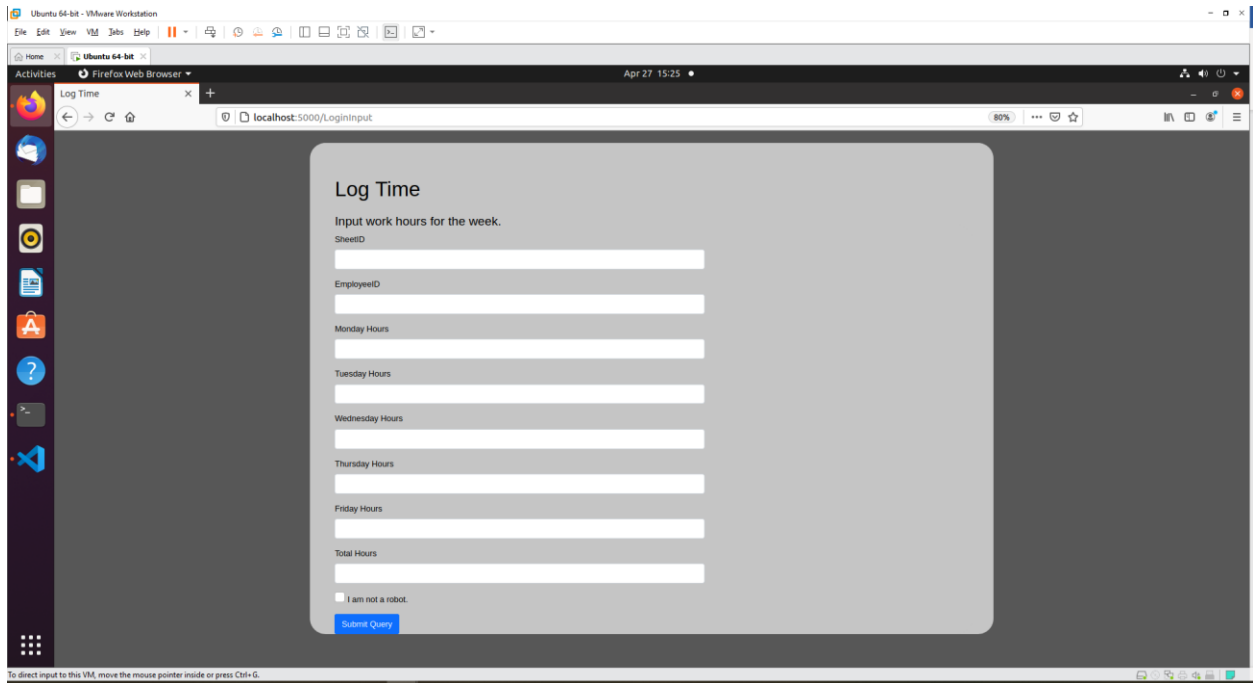 Ubuntu 64-bit - VMware Workstation
File Edit View VM Tabs Help
Home Ubuntu 64-bit
Activities Firefox Web Browser Apr 27 15:25
Log Time
localhost:5000/LoginInput 80%
Log Time
Input work hours for the week.
SheetID
EmployeeID
Monday Hours
Tuesday Hours
Wednesday Hours
Thursday Hours
Friday Hours
Total Hours
I am not a robot.
Submit Query
To direct input to this VM, move the mouse pointer inside or press Ctrl+G.